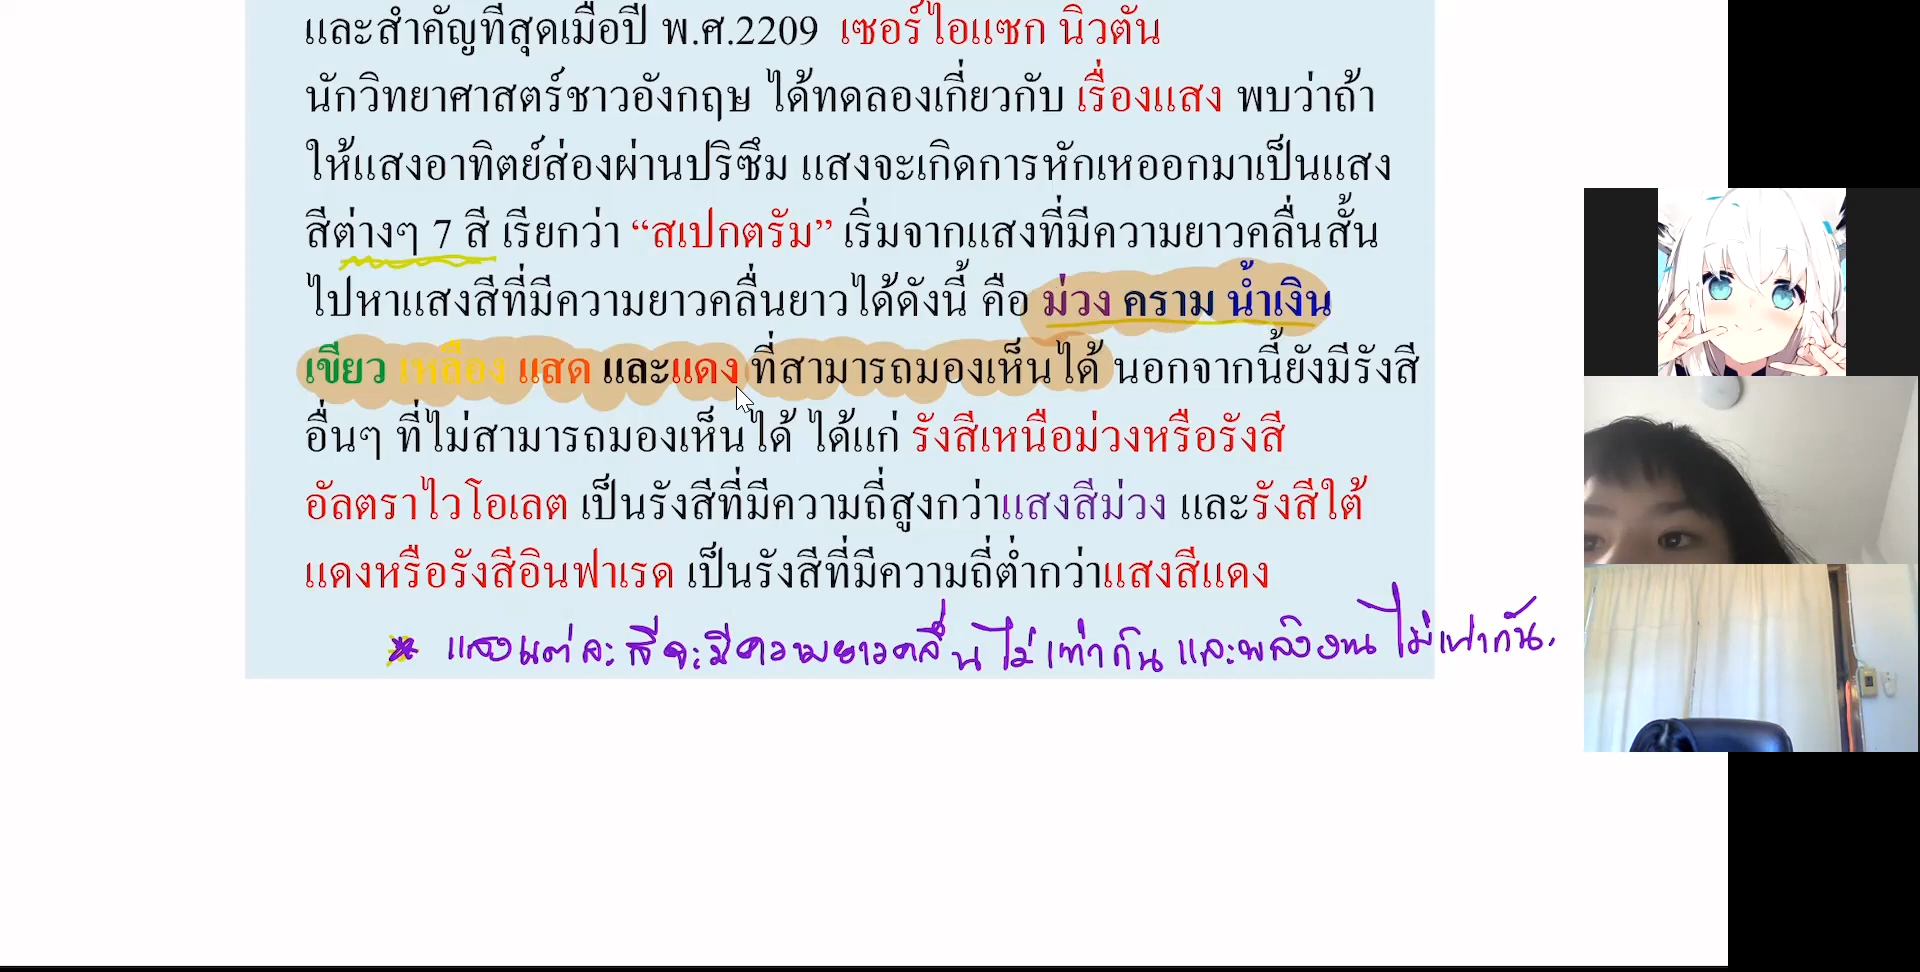 และสำคัญที่สุดเมื่อปี พ.ศ.2209 เซอร์ไอแซก นิวตัน
นักวิทยาศาสตร์ชาวอังกฤษ ได้ทดลองเกี่ยวกับ เรื่องแสง พบว่าถ้า
ให้แสงอาทิตย์ส่องผ่านปริซึม แสงจะเกิดการหักเหออกมาเป็นแสง
สีต่างๆ 7 สี เรียกว่า “สเปกตรัม” เริ่มจากแสงที่มีความยาวคลื่นสั้น
ไปหาแสงสีที่มีความยาวคลื่นยาวได้ดังนี้ คือ ม่วง คราม น้ำเงิน
เขียว เหลือง แสด และแดง ที่สามารถมองเห็นได้ นอกจากนี้ยังมีรังสี
อื่นๆ ที่ไม่สามารถมองเห็นได้ ได้แก่ รังสีเหนือม่วงหรือรังสี
อัลตราไวโอเลต เป็นรังสีที่มีความถี่สูงกว่าแสงสีม่วง และรังสีใต้
แดงหรือรังสีอินฟาเรด เป็นรังสีที่มีความถี่ต่ำกว่าแสงสีแดง
* แสงแต่ละสีจะมีความยาวคลื่นไม่เท่ากัน และพลังงานไม่เท่ากัน.